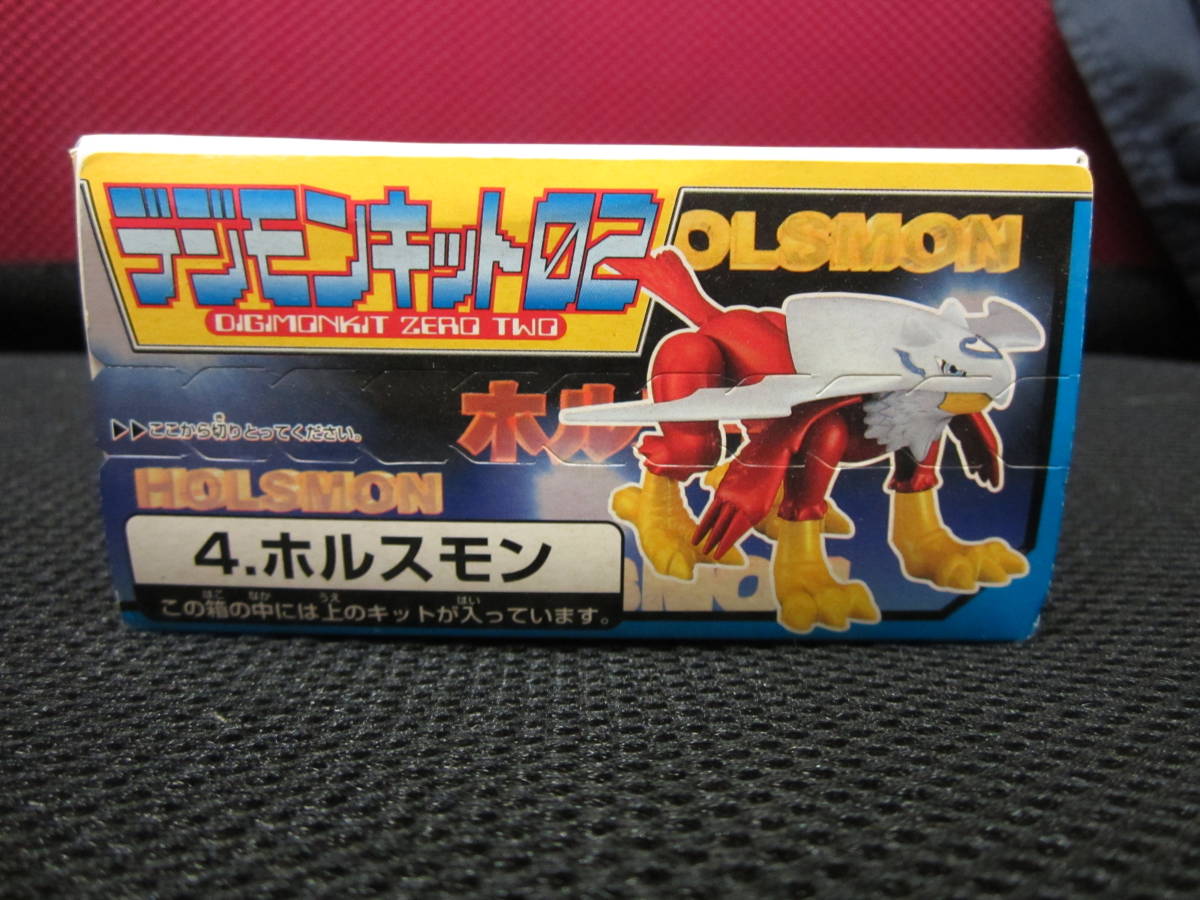 デジモンキット02
DIGIMONKIT ZERO TWO
OLSMON
ホル
▶▶ここから切りとってください。
HOLSMON
4.ホルスモン
この箱の中には上のキットが入っています。